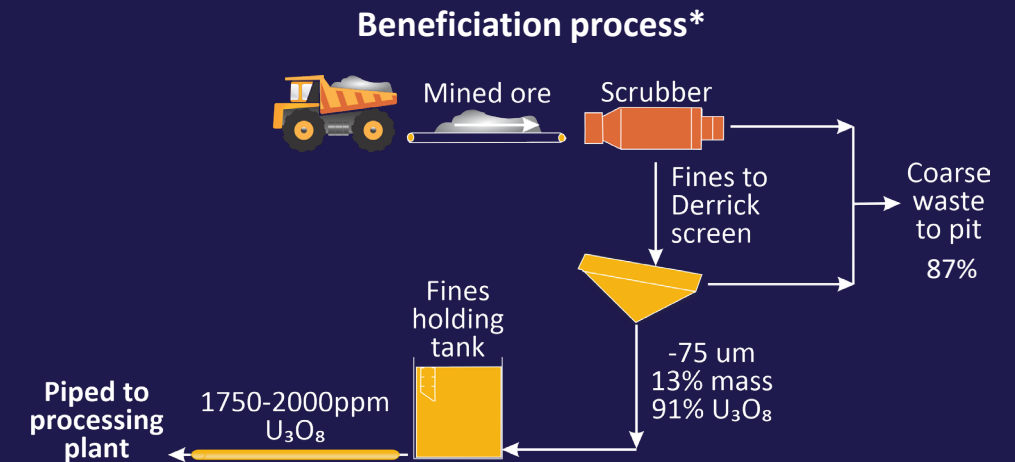 Beneficiation process*
Mined ore
Scrubber
Fines to
Derrick
screen
Coarse
waste
to pit
87%
Fines
holding
tank
-75 um
13% mass
91% U₃O₈
1750-2000ppm
U₃O₈
Piped to
processing
plant